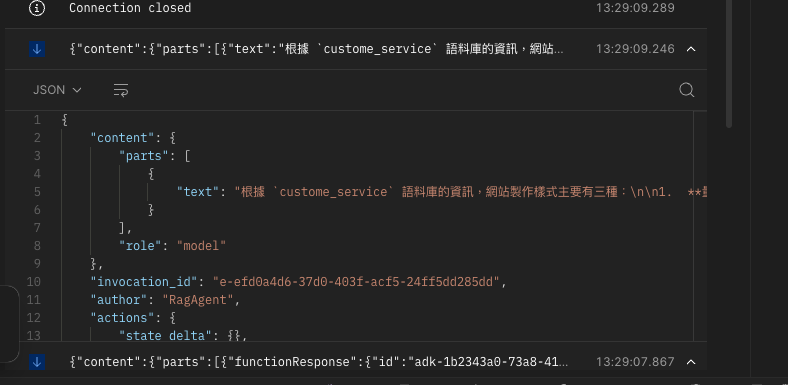 Connection closed 13:29:09.289
{"content":{"parts":[{"text":"根據 `custome_service` 語料庫的資訊，網站… 13:29:09.246
JSON
1 {
2 "content": {
3 "parts": [
4 {
5 "text": "根據 `custome_service` 語料庫的資訊，網站製作樣式主要有三種：\n\n1.  **
6 }
7 ],
8 "role": "model"
9 },
10 "invocation_id": "e-efd0a4d6-37d0-403f-acf5-24ff5dd285dd",
11 "author": "RagAgent",
12 "actions": {
13 "state_delta": {},
{"content":{"parts":[{"functionResponse":{"id":"adk-1b2343a0-73a8-41… 13:29:07.867